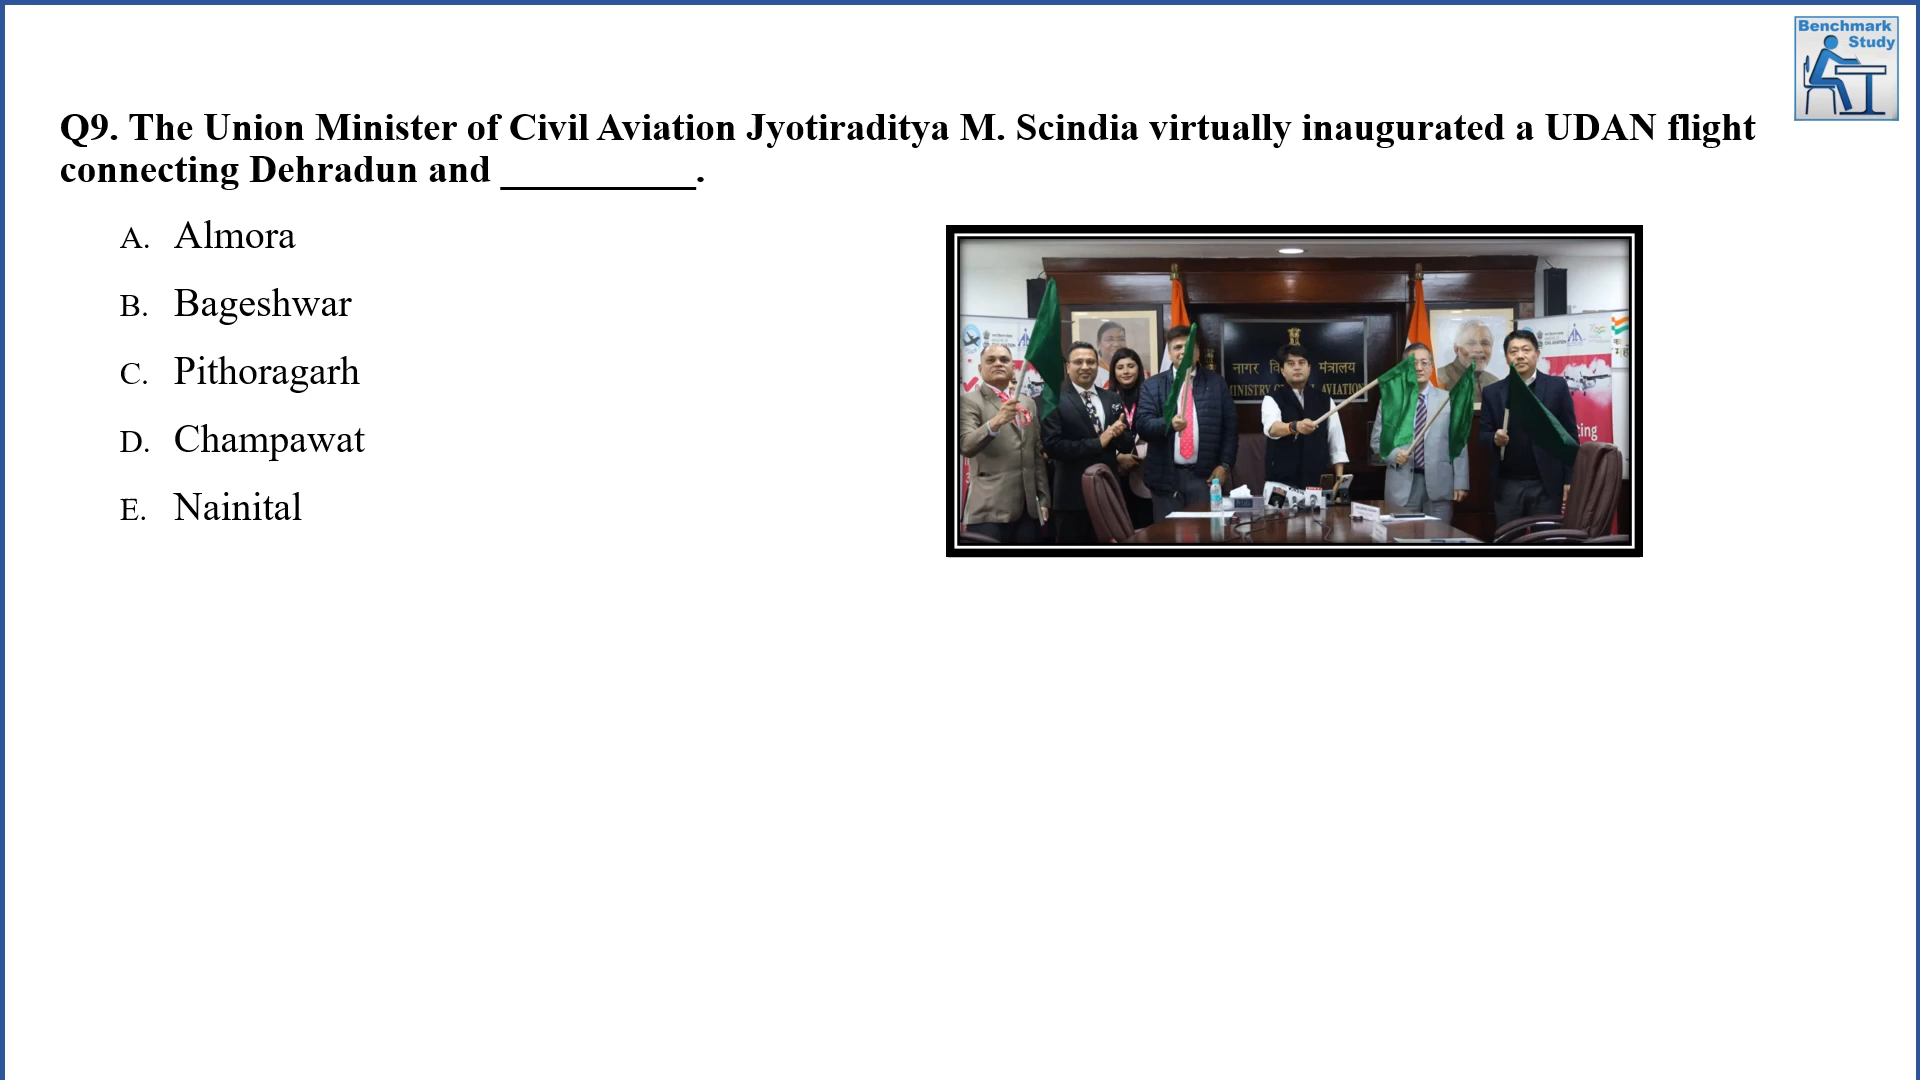 Benchmark
Study
Q9. The Union Minister of Civil Aviation Jyotiraditya M. Scindia virtually inaugurated a UDAN flight
connecting Dehradun and __________.
A. Almora
B. Bageshwar
C. Pithoragarh
D. Champawat
E. Nainital
नागर मंत्रालय
AVIATION